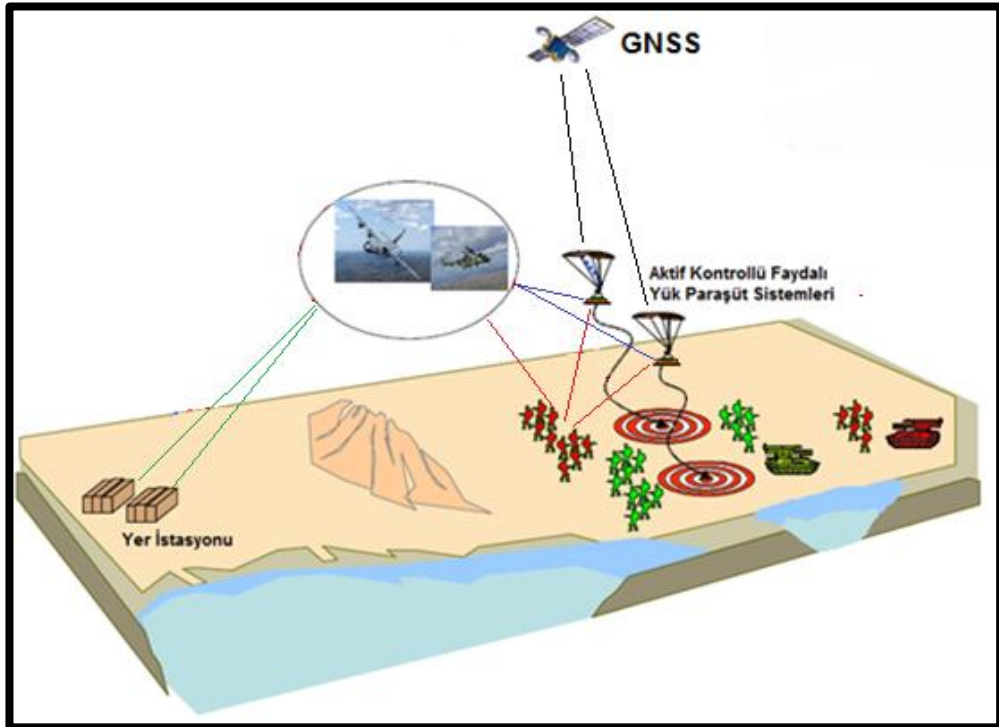 GNSS
Aktif Kontrollü Faydalı
Yük Paraşüt Sistemleri
Yer İstasyonu